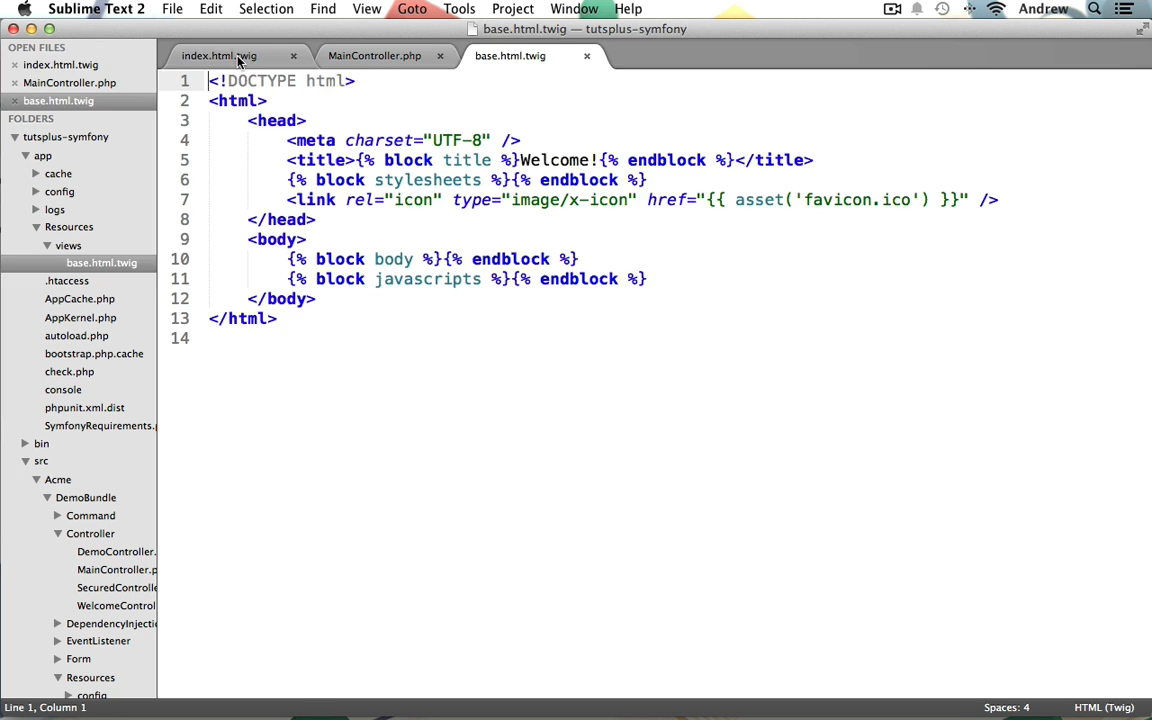 Sublime Text 2 File Edit Selection Find View Goto Tools Project Window Help Andrew
base.html.twig — tutsplus-symfony
OPEN FILES
index.html.twig
MainController.php
base.html.twig
FOLDERS
tutsplus-symfony
app
cache
config
logs
Resources
views
base.html.twig
.htaccess
AppCache.php
AppKernel.php
autoload.php
bootstrap.php.cache
check.php
console
phpunit.xml.dist
SymfonyRequirements.p
bin
src
Acme
DemoBundle
Command
Controller
DemoController.
MainController.p
SecuredControlle
WelcomeControl
DependencyInjecti
EventListener
Form
Resources
config
index.html.twig MainController.php base.html.twig
1 <!DOCTYPE html>
2 <html>
3 <head>
4 <meta charset="UTF-8" />
5 <title>{% block title %}Welcome!{% endblock %}</title>
6 {% block stylesheets %}{% endblock %}
7 <link rel="icon" type="image/x-icon" href="{{ asset('favicon.ico') }}" />
8 </head>
9 <body>
10 {% block body %}{% endblock %}
11 {% block javascripts %}{% endblock %}
12 </body>
13 </html>
14
Line 1, Column 1 Spaces: 4 HTML (Twig)